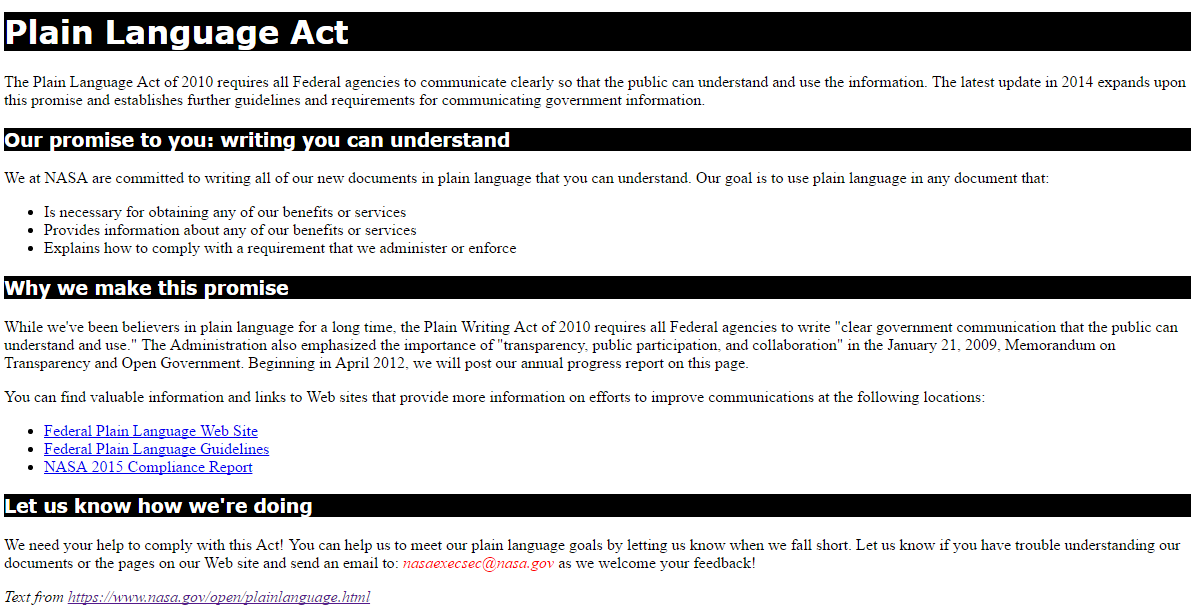 Plain Language Act
The Plain Language Act of 2010 requires all Federal agencies to communicate clearly so that the public can understand and use the information. The latest update in 2014 expands upon
this promise and establishes further guidelines and requirements for communicating government information.
Our promise to you: writing you can understand
We at NASA are committed to writing all of our new documents in plain language that you can understand. Our goal is to use plain language in any document that:
• Is necessary for obtaining any of our benefits or services
• Provides information about any of our benefits or services
• Explains how to comply with a requirement that we administer or enforce
Why we make this promise
While we've been believers in plain language for a long time, the Plain Writing Act of 2010 requires all Federal agencies to write "clear government communication that the public can
understand and use." The Administration also emphasized the importance of "transparency, public participation, and collaboration" in the January 21, 2009, Memorandum on
Transparency and Open Government. Beginning in April 2012, we will post our annual progress report on this page.
You can find valuable information and links to Web sites that provide more information on efforts to improve communications at the following locations:
• Federal Plain Language Web Site
• Federal Plain Language Guidelines
• NASA 2015 Compliance Report
Let us know how we're doing
We need your help to comply with this Act! You can help us to meet our plain language goals by letting us know when we fall short. Let us know if you have trouble understanding our
documents or the pages on our Web site and send an email to: nasaexecsec@nasa.gov as we welcome your feedback!
Text from https://www.nasa.gov/open/plainlanguage.html